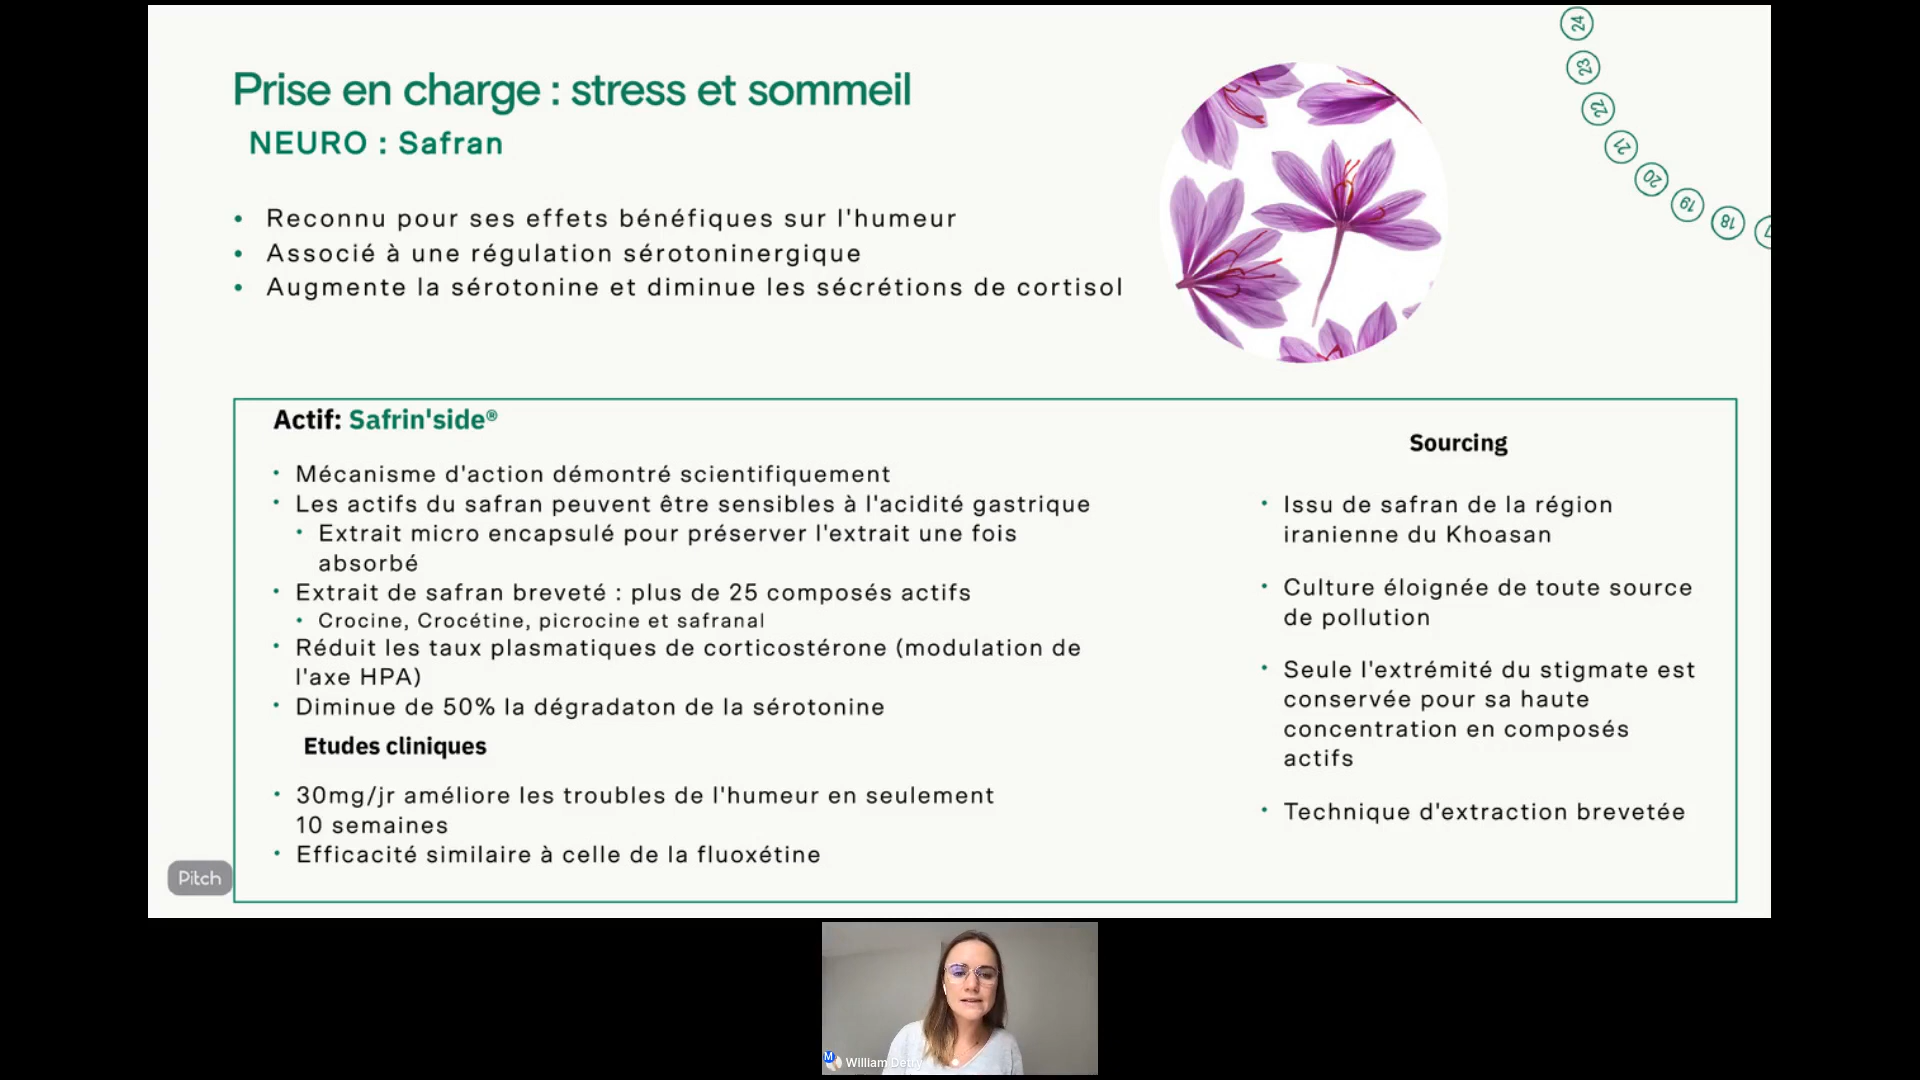 Prise en charge : stress et sommeil
NEURO : Safran
• Reconnu pour ses effets bénéfiques sur l'humeur
• Associé à une régulation sérotoninergique
• Augmente la sérotonine et diminue les sécrétions de cortisol
24
23
22
21
20
19
18
Actif: Safrin'side®
• Mécanisme d'action démontré scientifiquement
• Les actifs du safran peuvent être sensibles à l'acidité gastrique
• Extrait micro encapsulé pour préserver l'extrait une fois
absorbé
• Extrait de safran breveté : plus de 25 composés actifs
• Crocine, Crocétine, picrocine et safranal
• Réduit les taux plasmatiques de corticostérone (modulation de
l'axe HPA)
• Diminue de 50% la dégradaton de la sérotonine
Etudes cliniques
• 30mg/jr améliore les troubles de l'humeur en seulement
10 semaines
• Efficacité similaire à celle de la fluoxétine
Sourcing
• Issu de safran de la région
iranienne du Khoasan
• Culture éloignée de toute source
de pollution
• Seule l'extrémité du stigmate est
conservée pour sa haute
concentration en composés
actifs
• Technique d'extraction brevetée
Pitch
M
William